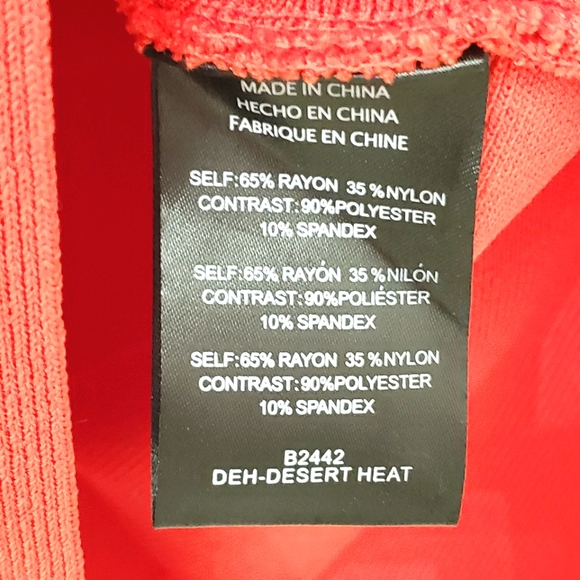 MADE IN CHINA
HECHO EN CHINA
FABRIQUE EN CHINE
SELF:65% RAYON 35 %NYLON
CONTRAST:90%POLYESTER
10% SPANDEX
SELF:65% RAYÓN 35 %NILÓN
CONTRAST:90%POLIÉSTER
10% SPANDEX
SELF:65% RAYON 35 %NYLON
CONTRAST:90%POLYESTER
10% SPANDEX
B2442
DEH-DESERT HEAT